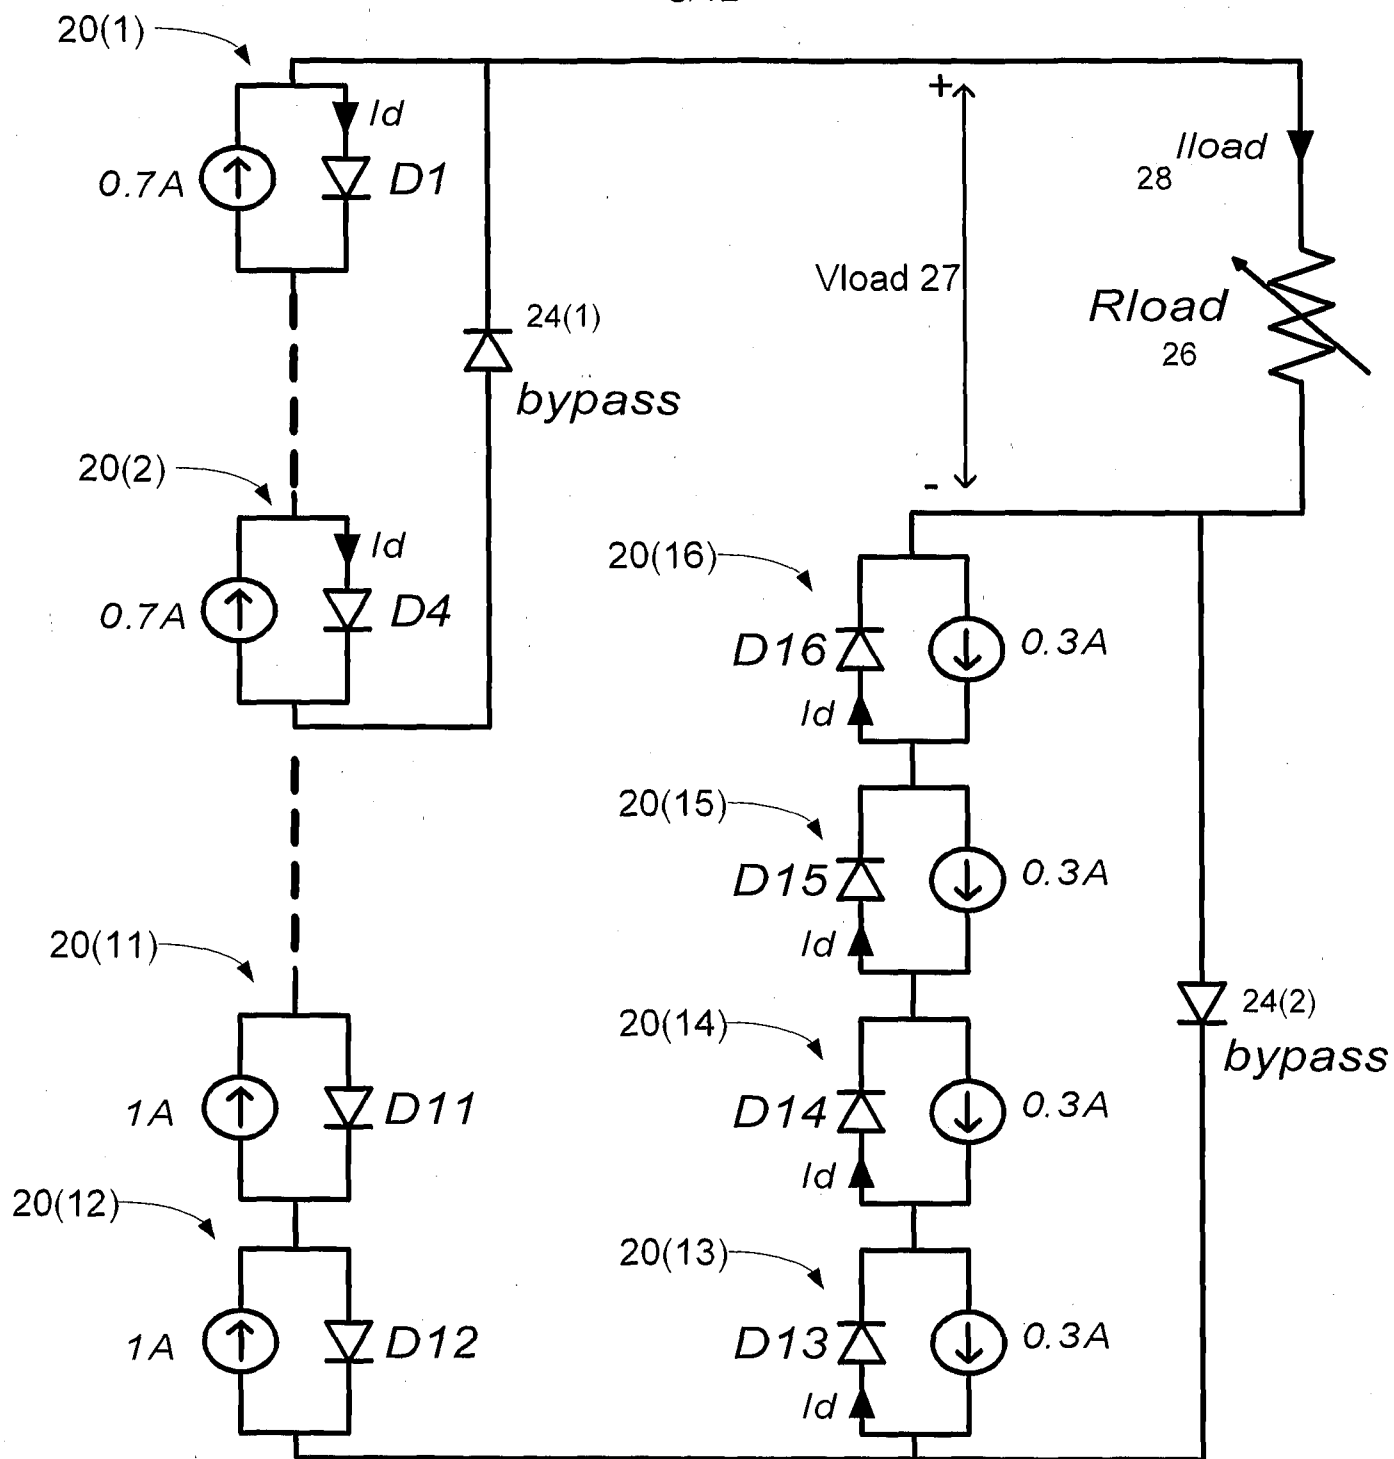 20(1)
Id
0.7A
D1
+
Iload
28
Vload 27
Rload
26
24(1)
bypass
20(2)
Id
0.7A
D4
-
20(16)
D16
0.3A
Id
20(15)
D15
0.3A
Id
20(11)
1A
D11
20(14)
D14
0.3A
Id
24(2)
bypass
20(12)
1A
D12
20(13)
D13
0.3A
Id